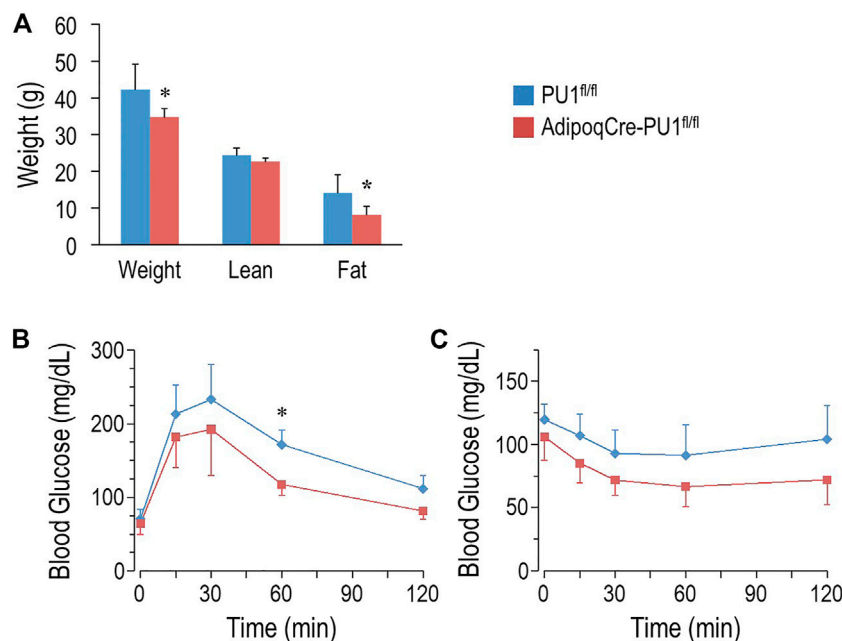 A
Weight (g)
60
50
40
30
20
10
0
*
*
Weight Lean Fat
PU1fl/fl
AdipoqCre-PU1fl/fl
B
Blood Glucose (mg/dL)
300
200
100
0
*
0 30 60 90 120
Time (min)
C
Blood Glucose (mg/dL)
150
100
50
0
0 30 60 90 120
Time (min)